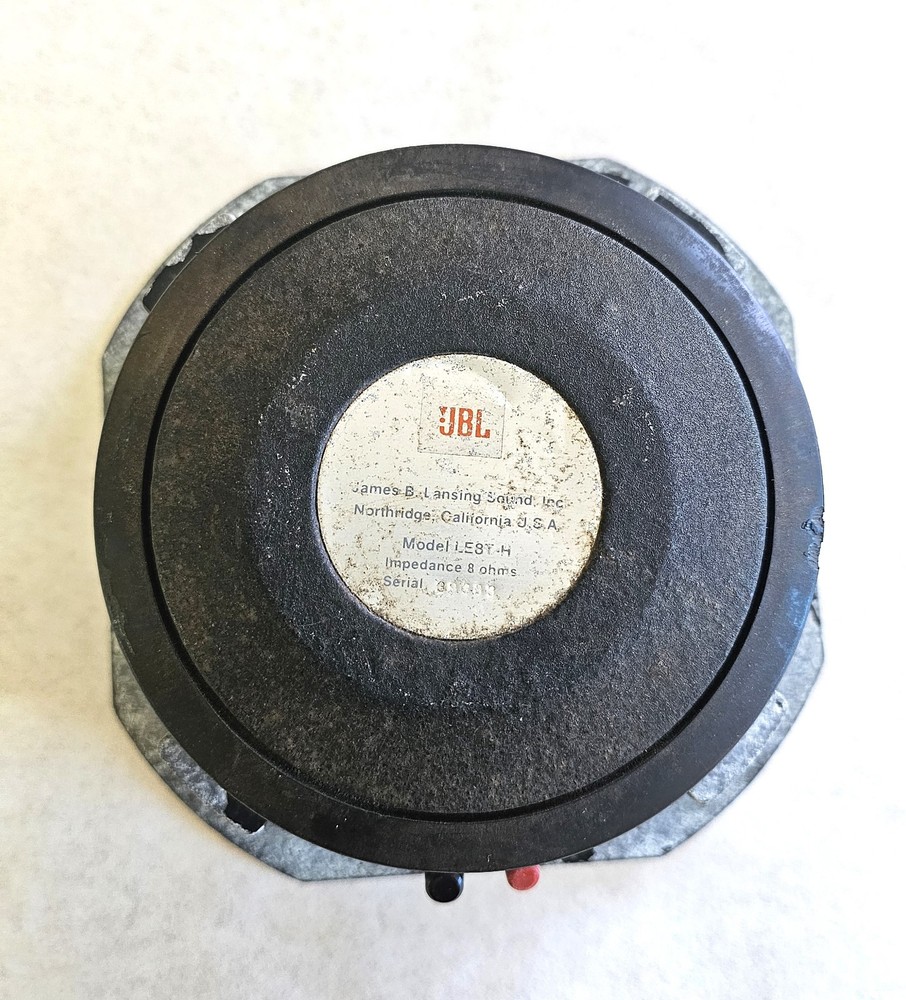 JBL
James B. Lansing Sound, Inc
Northridge, California U.S.A.
Model LE8T-H
Impedance 8 ohms
Serial